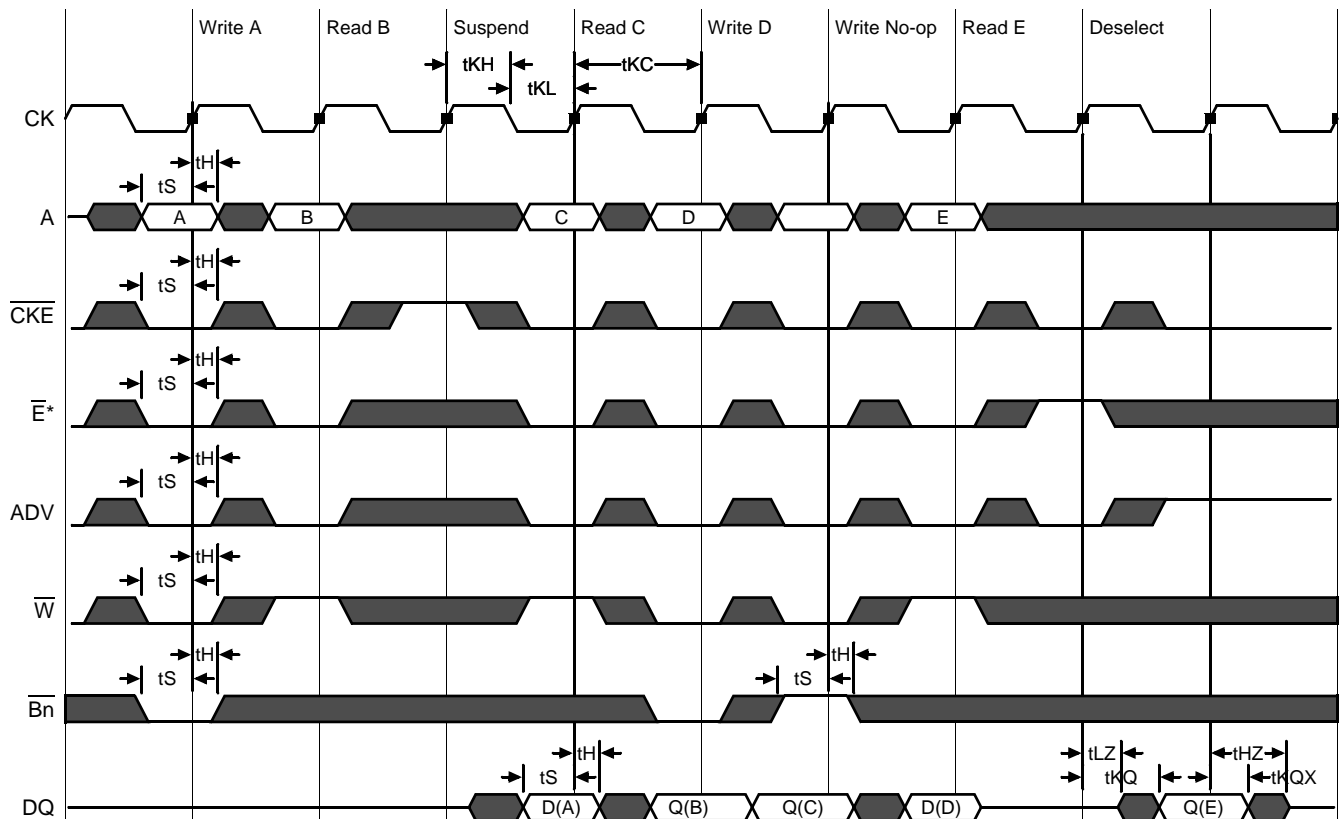 Write A Read B Suspend Read C Write D Write No-op Read E Deselect
tKH tKC
tKL
CK
tH
tS
A A B C D E
tH
tS
CKE
tH
tS
E*
tH
tS
ADV
tH
tS
W
tH tH
tS tS
Bn
tH tLZ tHZ
tS tKQ tKQX
DQ D(A) Q(B) Q(C) D(D) Q(E)